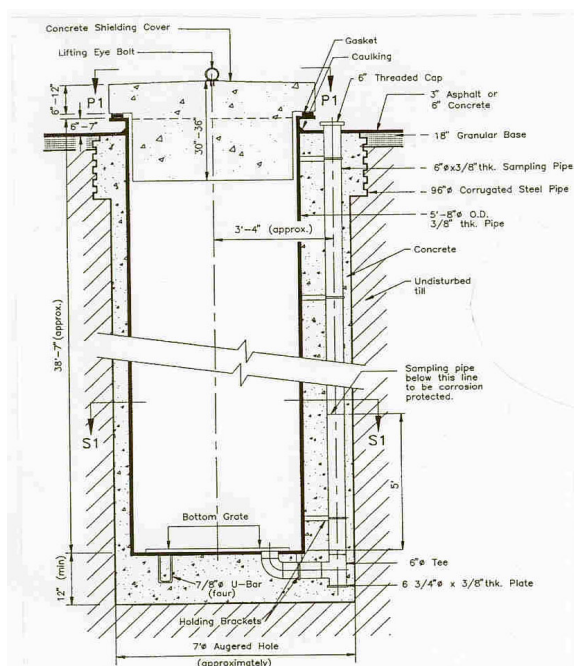 Concrete Shielding Cover
Lifting Eye Bolt
Gasket
Caulking
P1
P1
6" Threaded Cap
3" Asphalt or
6" Concrete
6"-12"
6"-7"
30"-36"
18" Granular Base
6"øx3/8"thk. Sampling Pipe
96"ø Corrugated Steel Pipe
5'-8"ø O.D.
3/8" thk. Pipe
3'-4" (approx.)
Concrete
Undisturbed
till
38'-7" (approx.)
Sampling pipe
below this line
to be corrosion
protected.
S1
S1
5'
Bottom Grate
12" (min)
7/8"ø U-Bar
(four)
6"ø Tee
6 3/4"ø x 3/8"thk. Plate
Holding Brackets
7'ø Augered Hole
(approximately)